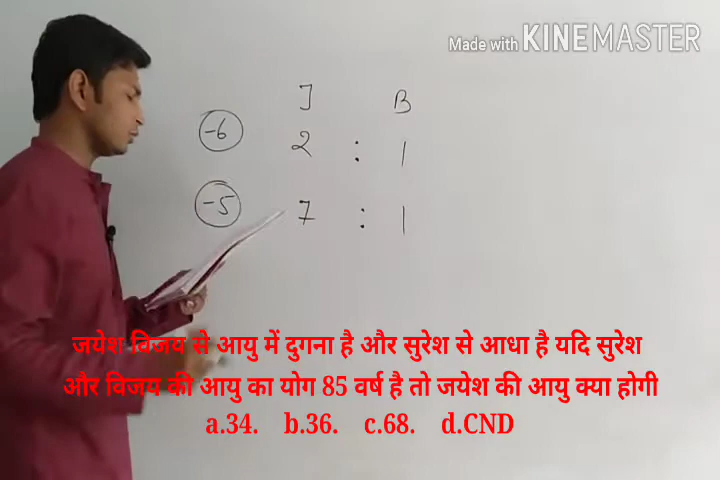 Made with KINEMASTER
J B
-6 2 : 1
-5 7 : 1
जयेश विजय से आयु में दुगना है और सुरेश से आधा है यदि सुरेश
और विजय की आयु का योग 85 वर्ष है तो जयेश की आयु क्या होगी
a.34. b.36. c.68. d.CND